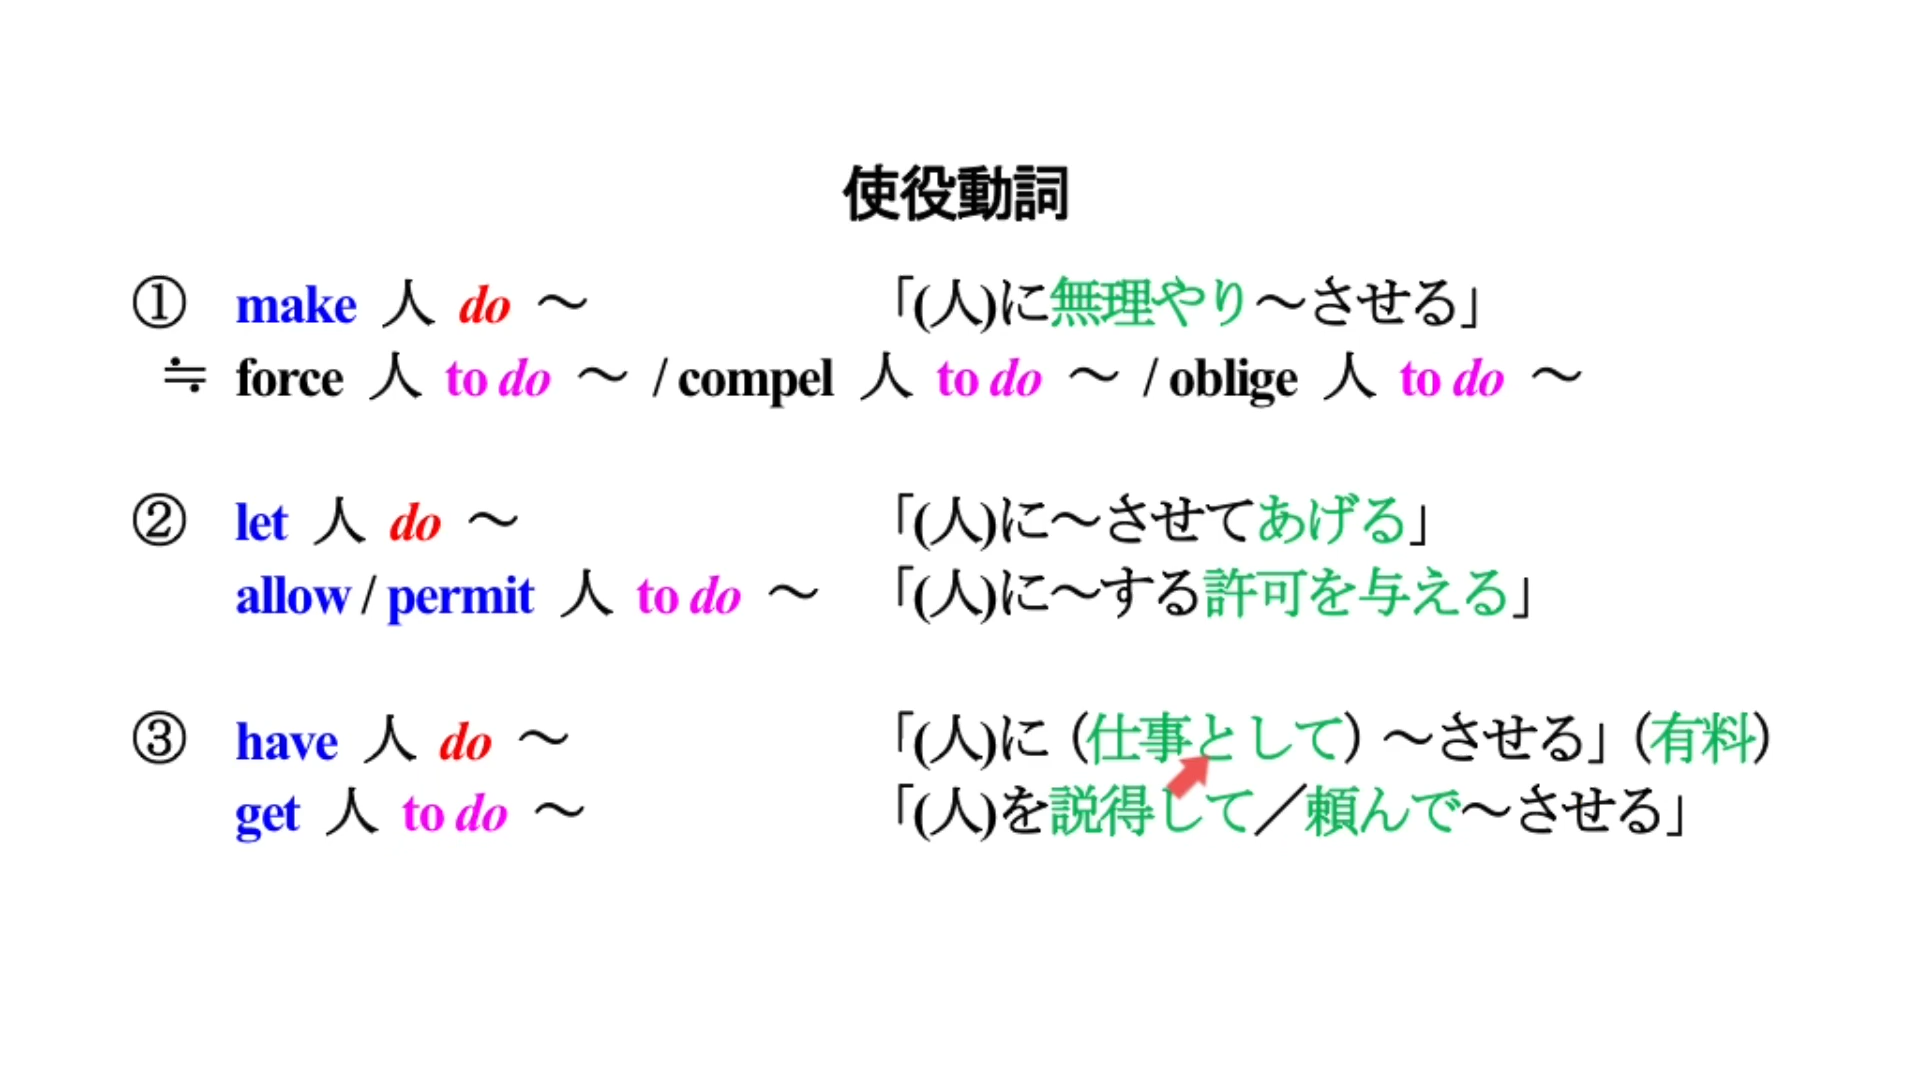 使役動詞
① make 人 do ～ 「(人)に無理やり～させる」
≒ force 人 to do ～ / compel 人 to do ～ / oblige 人 to do ～
② let 人 do ～ 「(人)に～させてあげる」
allow / permit 人 to do ～ 「(人)に～する許可を与える」
③ have 人 do ～ 「(人)に（仕事として）～させる」（有料）
get 人 to do ～ 「(人)を説得して／頼んで～させる」